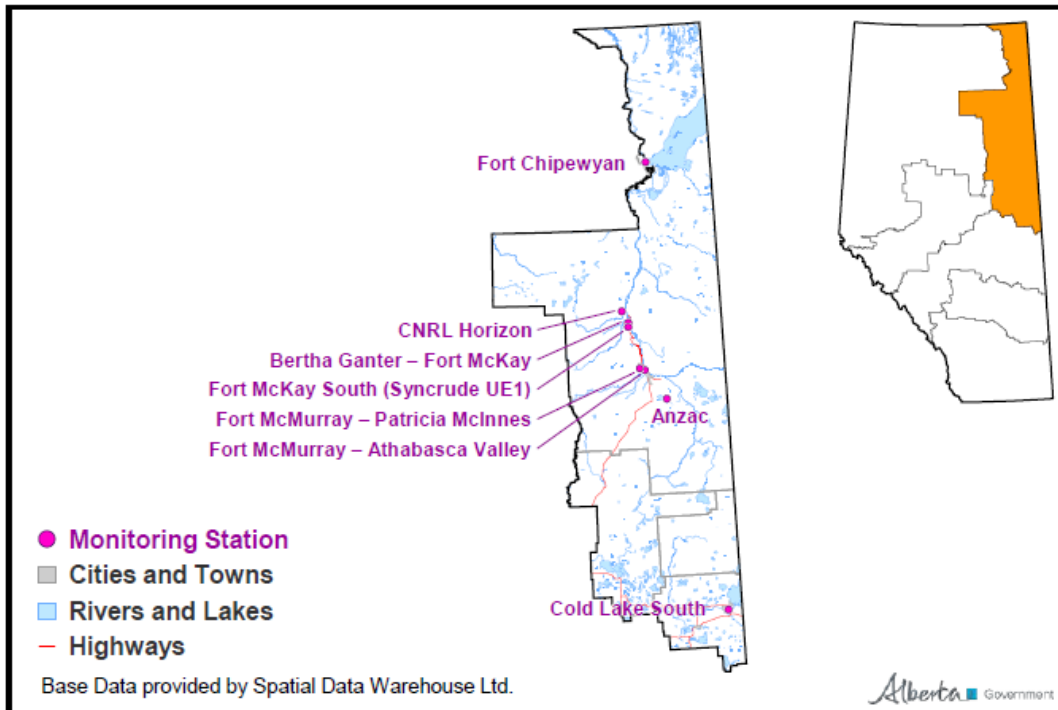 Fort Chipewyan
CNRL Horizon
Bertha Ganter – Fort McKay
Fort McKay South (Syncrude UE1)
Fort McMurray – Patricia McInnes
Fort McMurray – Athabasca Valley
Anzac
Cold Lake South
Monitoring Station
Cities and Towns
Rivers and Lakes
Highways
Base Data provided by Spatial Data Warehouse Ltd.
Alberta Government